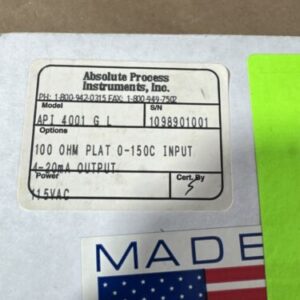 Absolute Process
Instruments, Inc.
PH: 1-800-942-0315 FAX: 1-800-949-7502
Model S/N
API 4001 G L 1098901001
Options
100 OHM PLAT 0-150C INPUT
4-20mA OUTPUT
Power Cert. By
115VAC
MADE